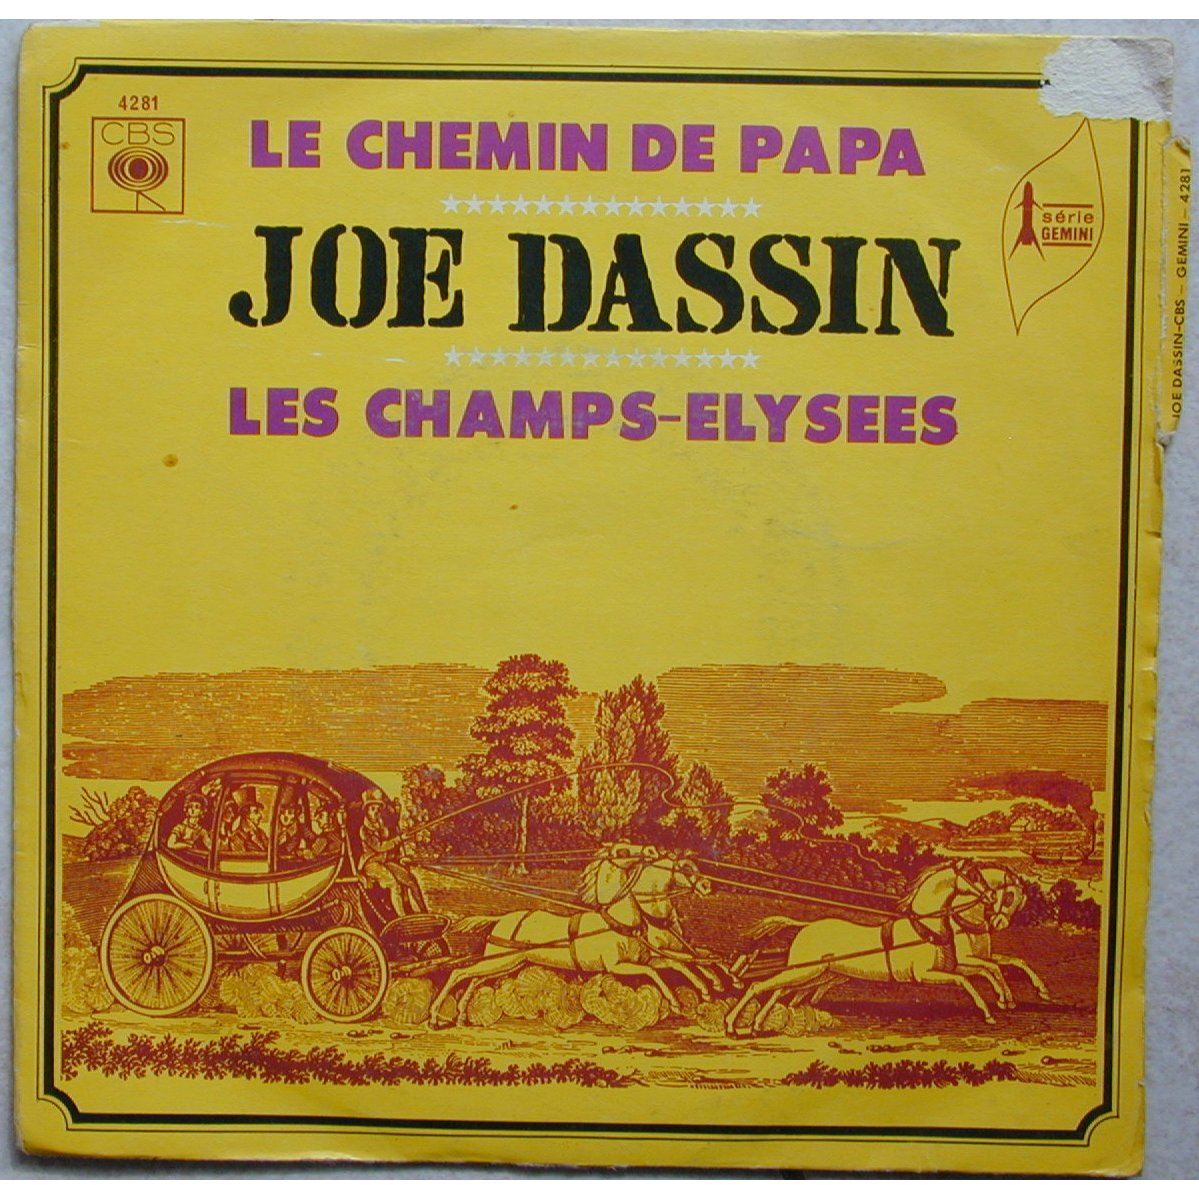 4281
CBS
LE CHEMIN DE PAPA
JOE DASSIN
LES CHAMPS-ELYSEES
série
GEMINI
JOE DASSIN-CBS - GEMINI - 4281